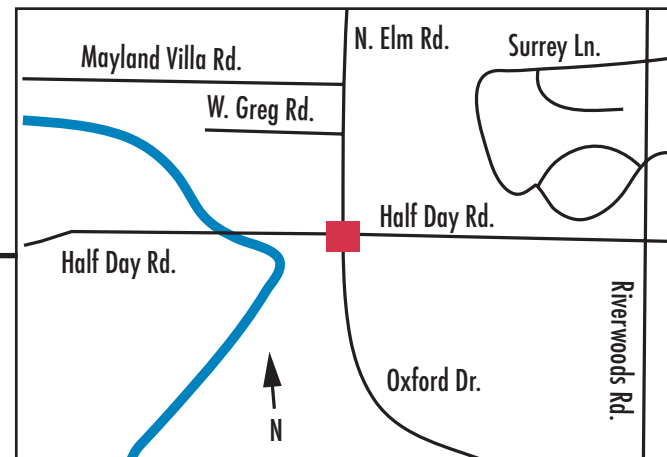 N. Elm Rd.
Surrey Ln.
Mayland Villa Rd.
W. Greg Rd.
Half Day Rd.
Half Day Rd.
Riverwoods Rd.
Oxford Dr.
N